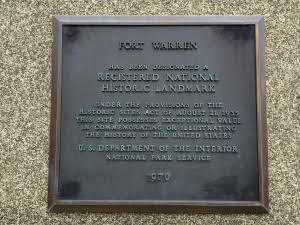 FORT WARREN
HAS BEEN DESIGNATED A
REGISTERED NATIONAL
HISTORIC LANDMARK
UNDER THE PROVISIONS OF THE
HISTORIC SITES ACT OF AUGUST 21, 1935
THIS SITE POSSESSES EXCEPTIONAL VALUE
IN COMMEMORATING OR ILLUSTRATING
THE HISTORY OF THE UNITED STATES
U. S. DEPARTMENT OF THE INTERIOR
NATIONAL PARK SERVICE
1970